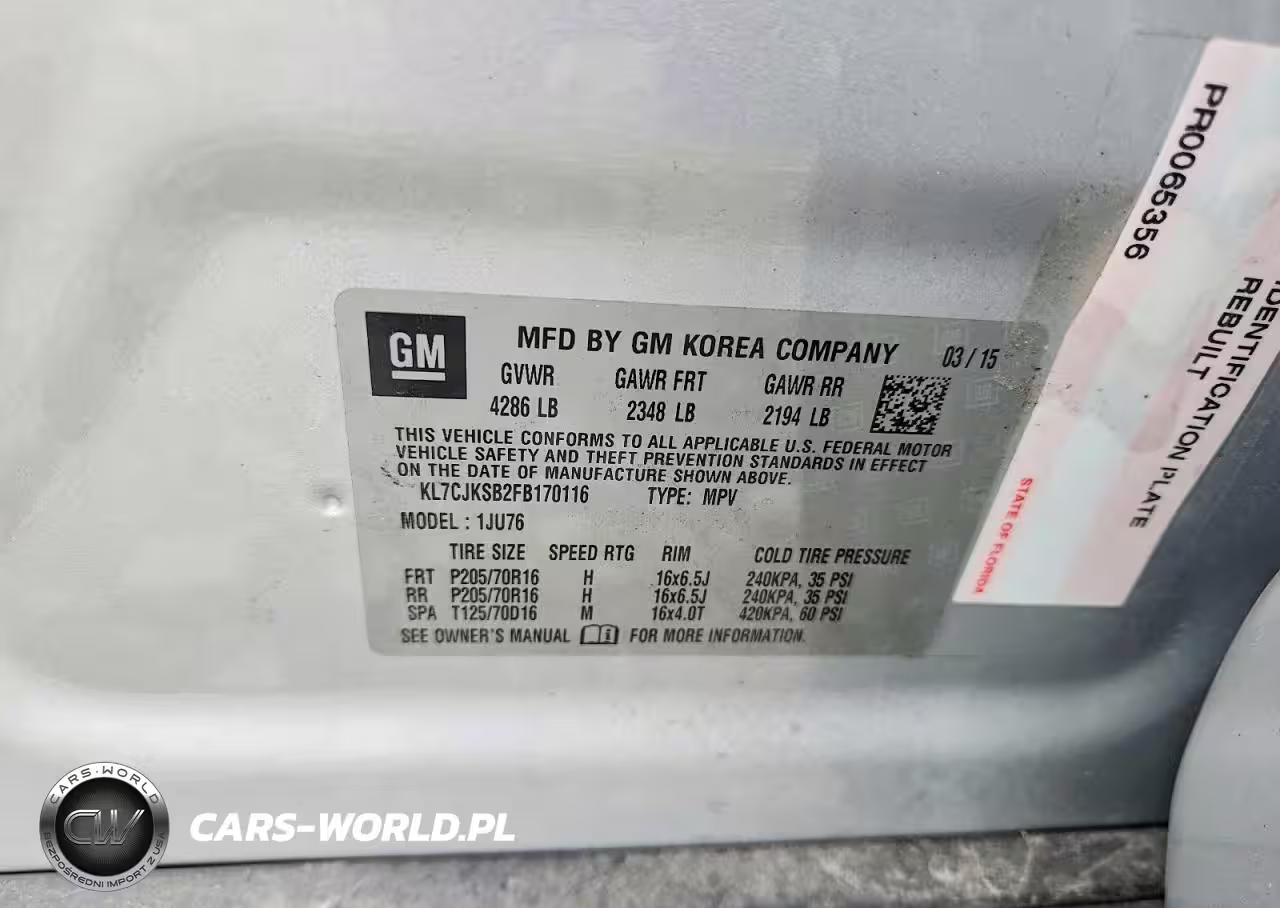 GM
MFD BY GM KOREA COMPANY 03 / 15
GVWR GAWR FRT GAWR RR
4286 LB 2348 LB 2194 LB
THIS VEHICLE CONFORMS TO ALL APPLICABLE U.S. FEDERAL MOTOR
VEHICLE SAFETY AND THEFT PREVENTION STANDARDS IN EFFECT
ON THE DATE OF MANUFACTURE SHOWN ABOVE.
KL7CJKSB2FB170116 TYPE: MPV
MODEL : 1JU76
TIRE SIZE SPEED RTG RIM COLD TIRE PRESSURE
FRT P205/70R16 H 16x6.5J 240KPA, 35 PSI
RR P205/70R16 H 16x6.5J 240KPA, 35 PSI
SPA T125/70D16 M 16x4.0T 420KPA, 60 PSI
SEE OWNER'S MANUAL FOR MORE INFORMATION.
PR0065356
REBUILT
IDENTIFICATION PLATE
STATE OF FLORIDA
CARS-WORLD
CW
BEZPOŚREDNI IMPORT Z USA
CARS-WORLD.PL